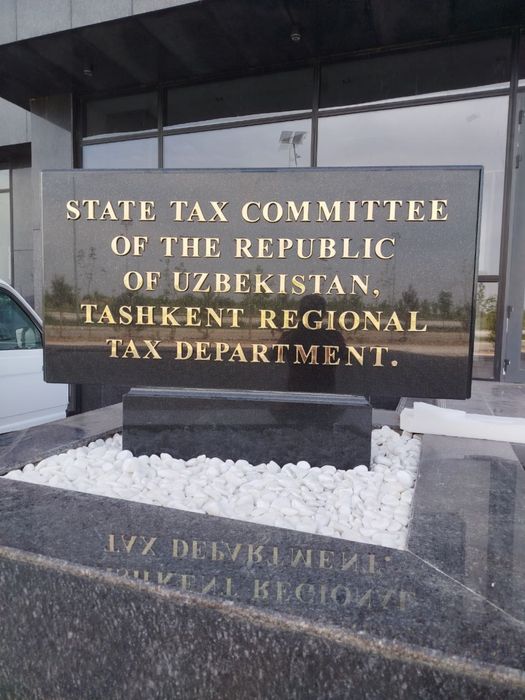 STATE TAX COMMITTEE
OF THE REPUBLIC
OF UZBEKISTAN,
TASHKENT REGIONAL
TAX DEPARTMENT.